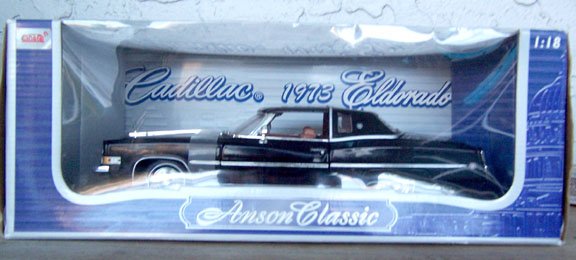 1:18
Cadillac® 1973 Eldorado
Anson Classic